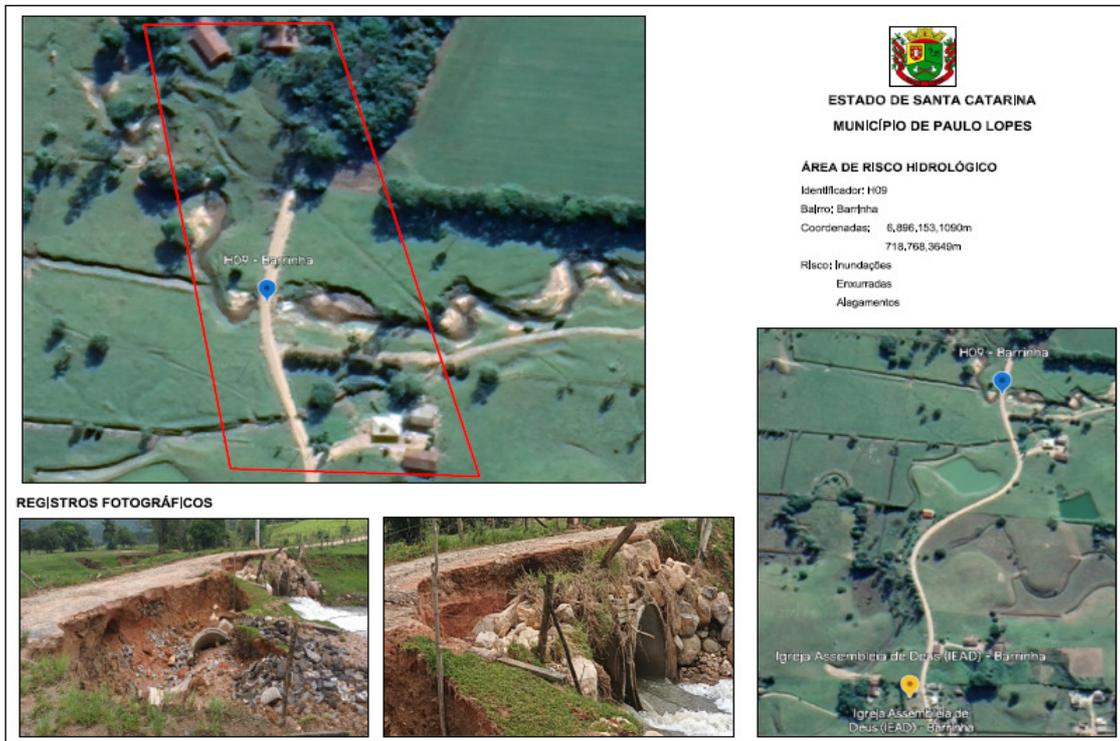 ESTADO DE SANTA CATARINA
MUNICÍPIO DE PAULO LOPES
ÁREA DE RISCO HIDROLÓGICO
Identificador: H09
Bairro: Barrinha
Coordenadas: 6,896,153,1090m
718,768,3649m
Risco: Inundações
Enxurradas
Alagamentos
H09 - Barrinha
REGISTROS FOTOGRÁFICOS
H09 - Barrinha
Igreja Assembleia de Deus (IEAD) - Barrinha
Igreja Assembleia de
Deus (IEAD) - Barrinha